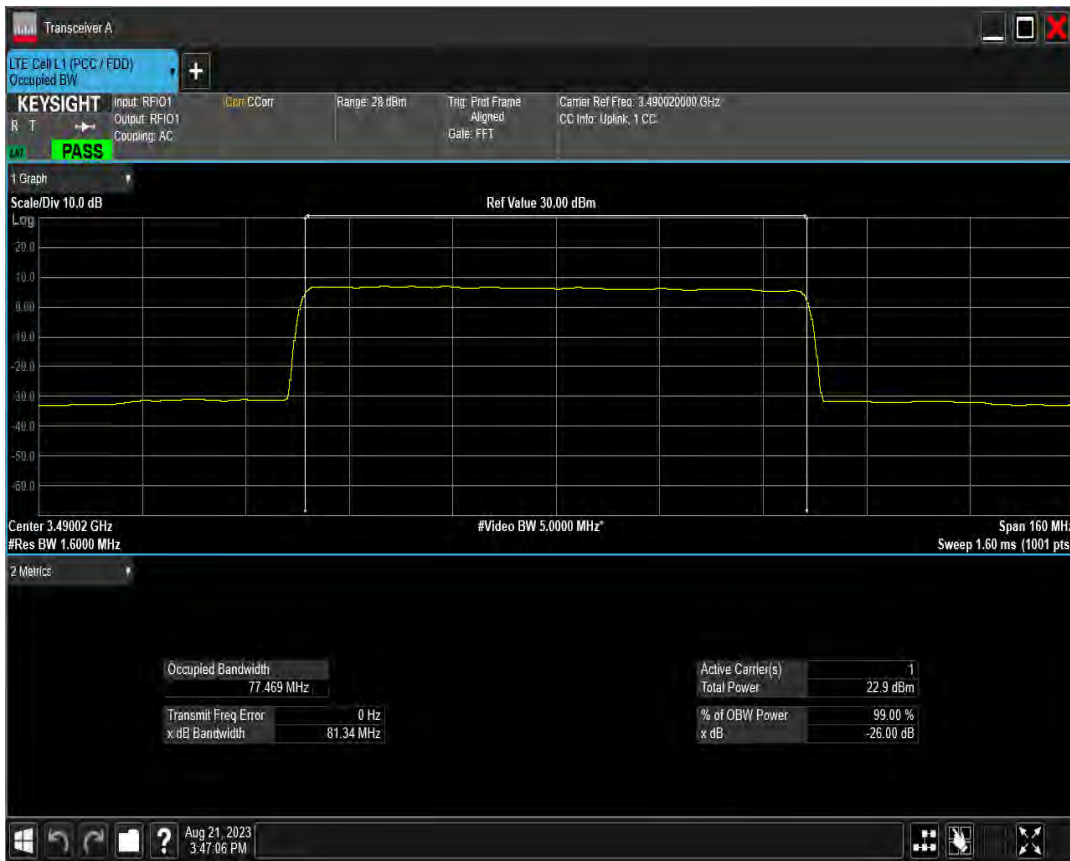 Transceiver A
LTE Cell L1 (PCC / FDD)
Occupied BW
+
KEYSIGHT
R T
PASS
Input: RFIO1
Output: RFIO1
Coupling: AC
Corr CCorr
Range: 28 dBm
Trig: Prot Frame
Aligned
Gate: FFT
Carrier Ref Freq: 3.490020000 GHz
CC Info: Uplink, 1 CC
1 Graph
Scale/Div 10.0 dB
Ref Value 30.00 dBm
Log
20.0
10.0
0.00
-10.0
-20.0
-30.0
-40.0
-50.0
-60.0
Center 3.49002 GHz
#Video BW 5.0000 MHz*
Span 160 MHz
#Res BW 1.6000 MHz
Sweep 1.60 ms (1001 pts
2 Metrics
Occupied Bandwidth
77.469 MHz
Transmit Freq Error 0 Hz
x dB Bandwidth 81.34 MHz
Active Carrier(s) 1
Total Power 22.9 dBm
% of OBW Power 99.00 %
x dB -26.00 dB
?
Aug 21, 2023
3:47:06 PM